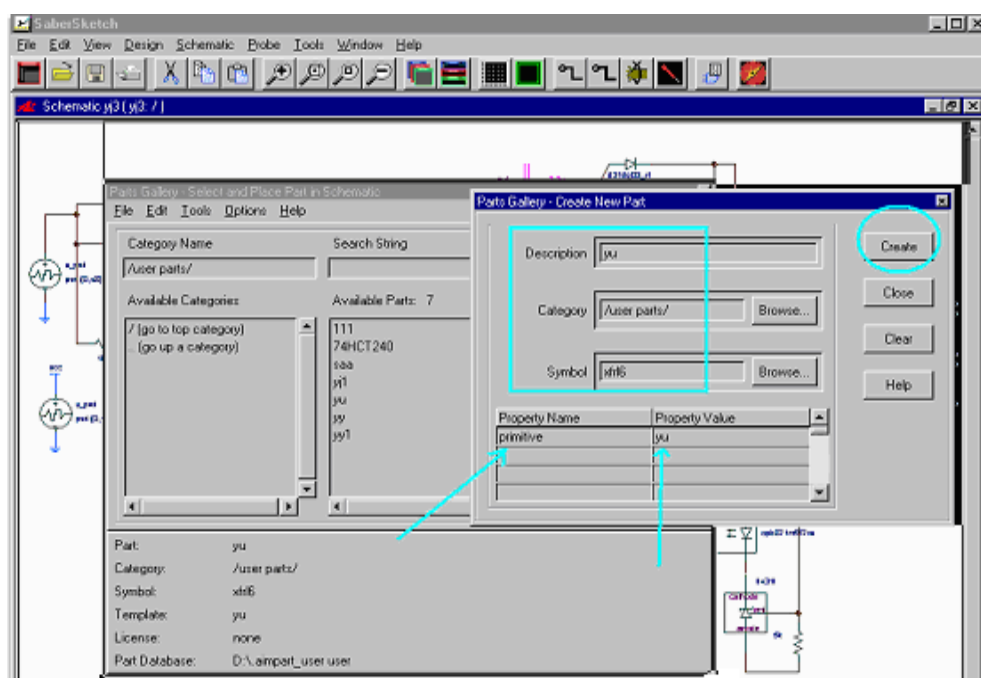 SaberSketch
File Edit View Design Schematic Probe Tools Window Help
Schematic yj3 ( yj3: / )
Parts Gallery - Select and Place Part in Schematic
File Edit Tools Options Help
Category Name
Search String
/user parts/
Available Categories
Available Parts: 7
/ (go to top category)
.. (go up a category)
111
74HCT240
saa
yj1
yu
yy
yy1
Parts Gallery - Create New Part
Description
yu
Create
Category
/user parts/
Browse...
Close
Clear
Symbol
xfrl6
Browse...
Help
Property Name
Property Value
primitive
yu
Part:
yu
Category:
/user parts/
Symbol:
xfrl6
Template:
yu
License:
none
Part Database:
D:\.aimpart_user user
cathode
anode